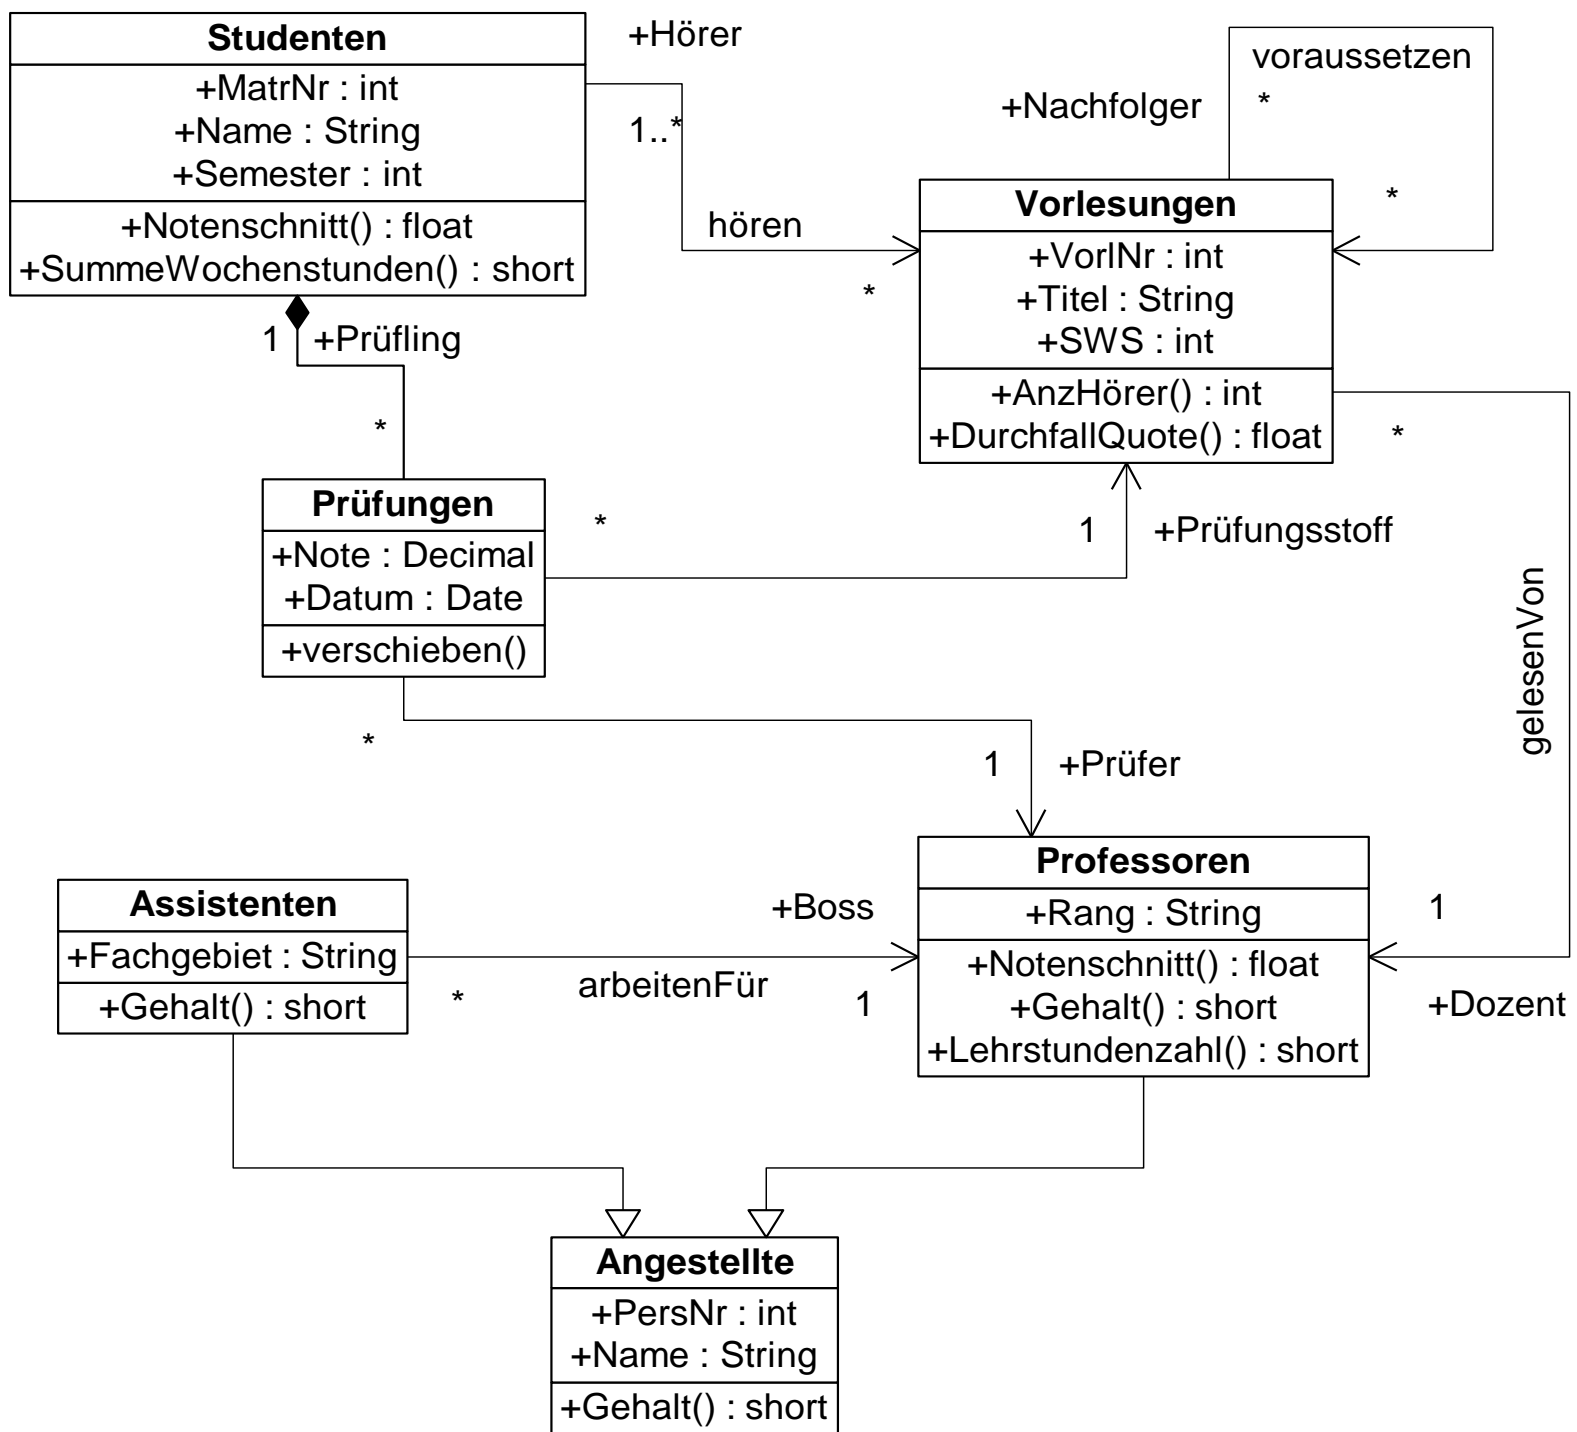 Studenten
+MatrNr : int
+Name : String
+Semester : int
+Notenschnitt() : float
+SummeWochenstunden() : short
+Hörer
1..*
hören
*
voraussetzen
+Nachfolger
*
*
Vorlesungen
+VorlNr : int
+Titel : String
+SWS : int
+AnzHörer() : int
+DurchfallQuote() : float
1
+Prüfling
*
*
Prüfungen
+Note : Decimal
+Datum : Date
+verschieben()
*
1
+Prüfungsstoff
gelesenVon
*
1
+Prüfer
Professoren
+Rang : String
+Notenschnitt() : float
+Gehalt() : short
+Lehrstundenzahl() : short
1
+Dozent
Assistenten
+Fachgebiet : String
+Gehalt() : short
+Boss
*
arbeitenFür
1
Angestellte
+PersNr : int
+Name : String
+Gehalt() : short